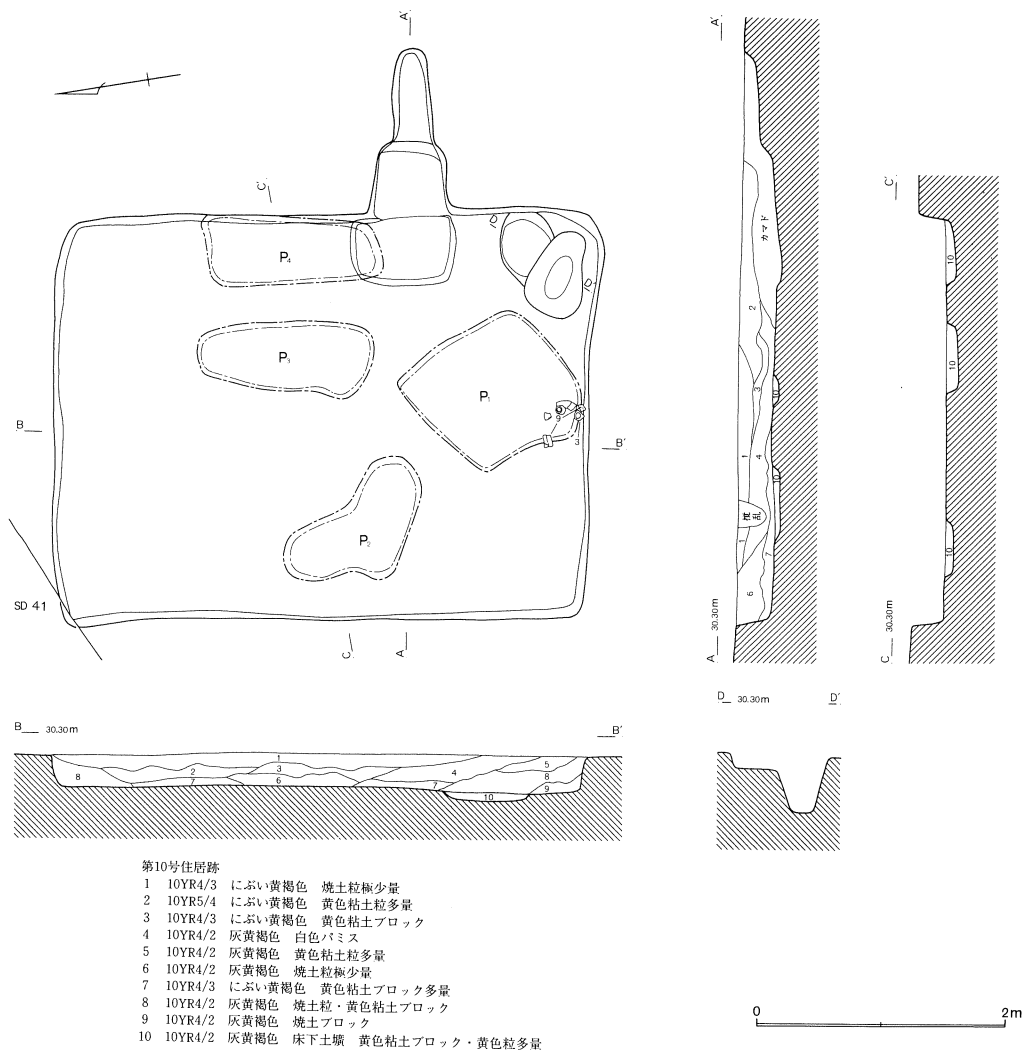 A'
A'
C'
C'
D
P4
カマド
10
D'
2
P3
10
3
10
P1
9
3
B
B'
1
4
10
撹乱
P2
10
1
7
6
SD 41
C
A
A 30.30m
C 30.30m
D 30.30m D'
B 30.30m B'
1
2 3 4 5
8 7 6 7 8
9
10
第10号住居跡
1 10YR4/3 にぶい黄褐色 焼土粒極少量
2 10YR5/4 にぶい黄褐色 黄色粘土粒多量
3 10YR4/3 にぶい黄褐色 黄色粘土ブロック
4 10YR4/2 灰黄褐色 白色パミス
5 10YR4/2 灰黄褐色 黄色粘土粒多量
6 10YR4/2 灰黄褐色 焼土粒極少量
7 10YR4/3 にぶい黄褐色 黄色粘土ブロック多量
8 10YR4/2 灰黄褐色 焼土粒・黄色粘土ブロック
9 10YR4/2 灰黄褐色 焼土ブロック
10 10YR4/2 灰黄褐色 床下土壙 黄色粘土ブロック・黄色粒多量
0 2m